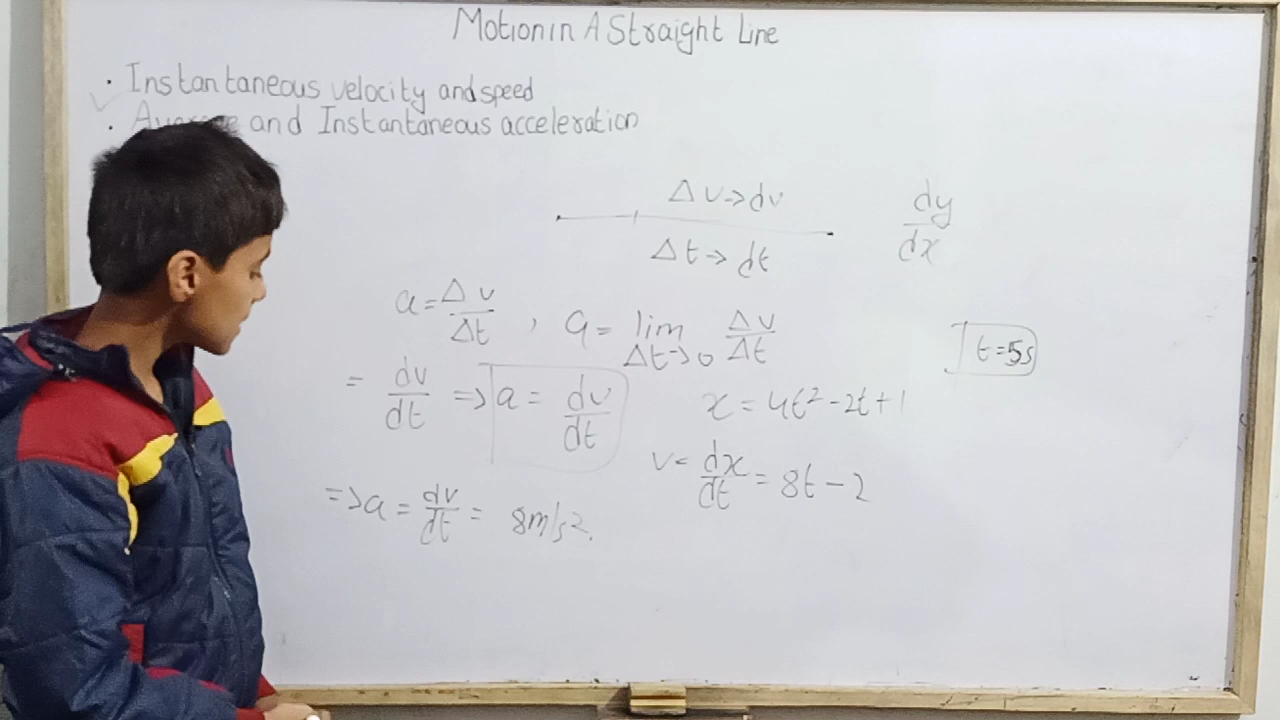 Motion in A Straight Line
• Instantaneous velocity and speed
• Average and Instantaneous acceleration
Δv→dv
Δt→dt
dy/dx
a = Δv/Δt , a = lim Δt→0 Δv/Δt
t=5s
= dv/dt => a = dv/dt
x = 4t² - 2t + 1
v = dx/dt = 8t - 2
=> a = dv/dt = 8m/s².